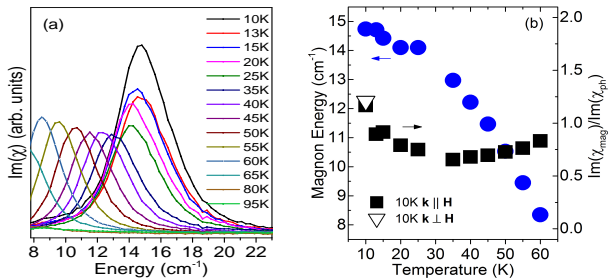 (a)
10K
13K
15K
20K
25K
35K
40K
45K
50K
55K
60K
65K
80K
95K
Im(χ) (arb. units)
8 10 12 14 16 18 20 22
Energy (cm⁻¹)
(b)
15
14
13
12
11
10
9
8
Magnon Energy (cm⁻¹)
2.0
1.5
1.0
0.5
0.0
Im(χmag)/Im(χph)
10K k || H
10K k ⊥ H
10 20 30 40 50 60
Temperature (K)